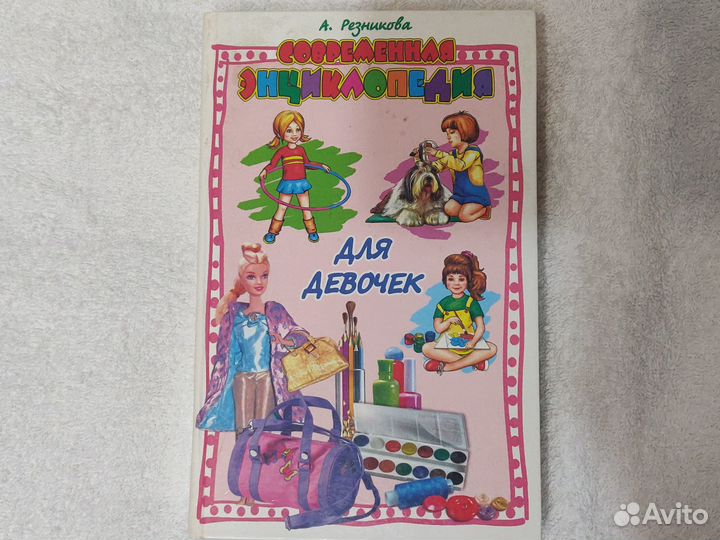 А. Резникова
СОВРЕМЕННАЯ
ЭНЦИКЛОПЕДИЯ
ДЛЯ
ДЕВОЧЕК
Avito